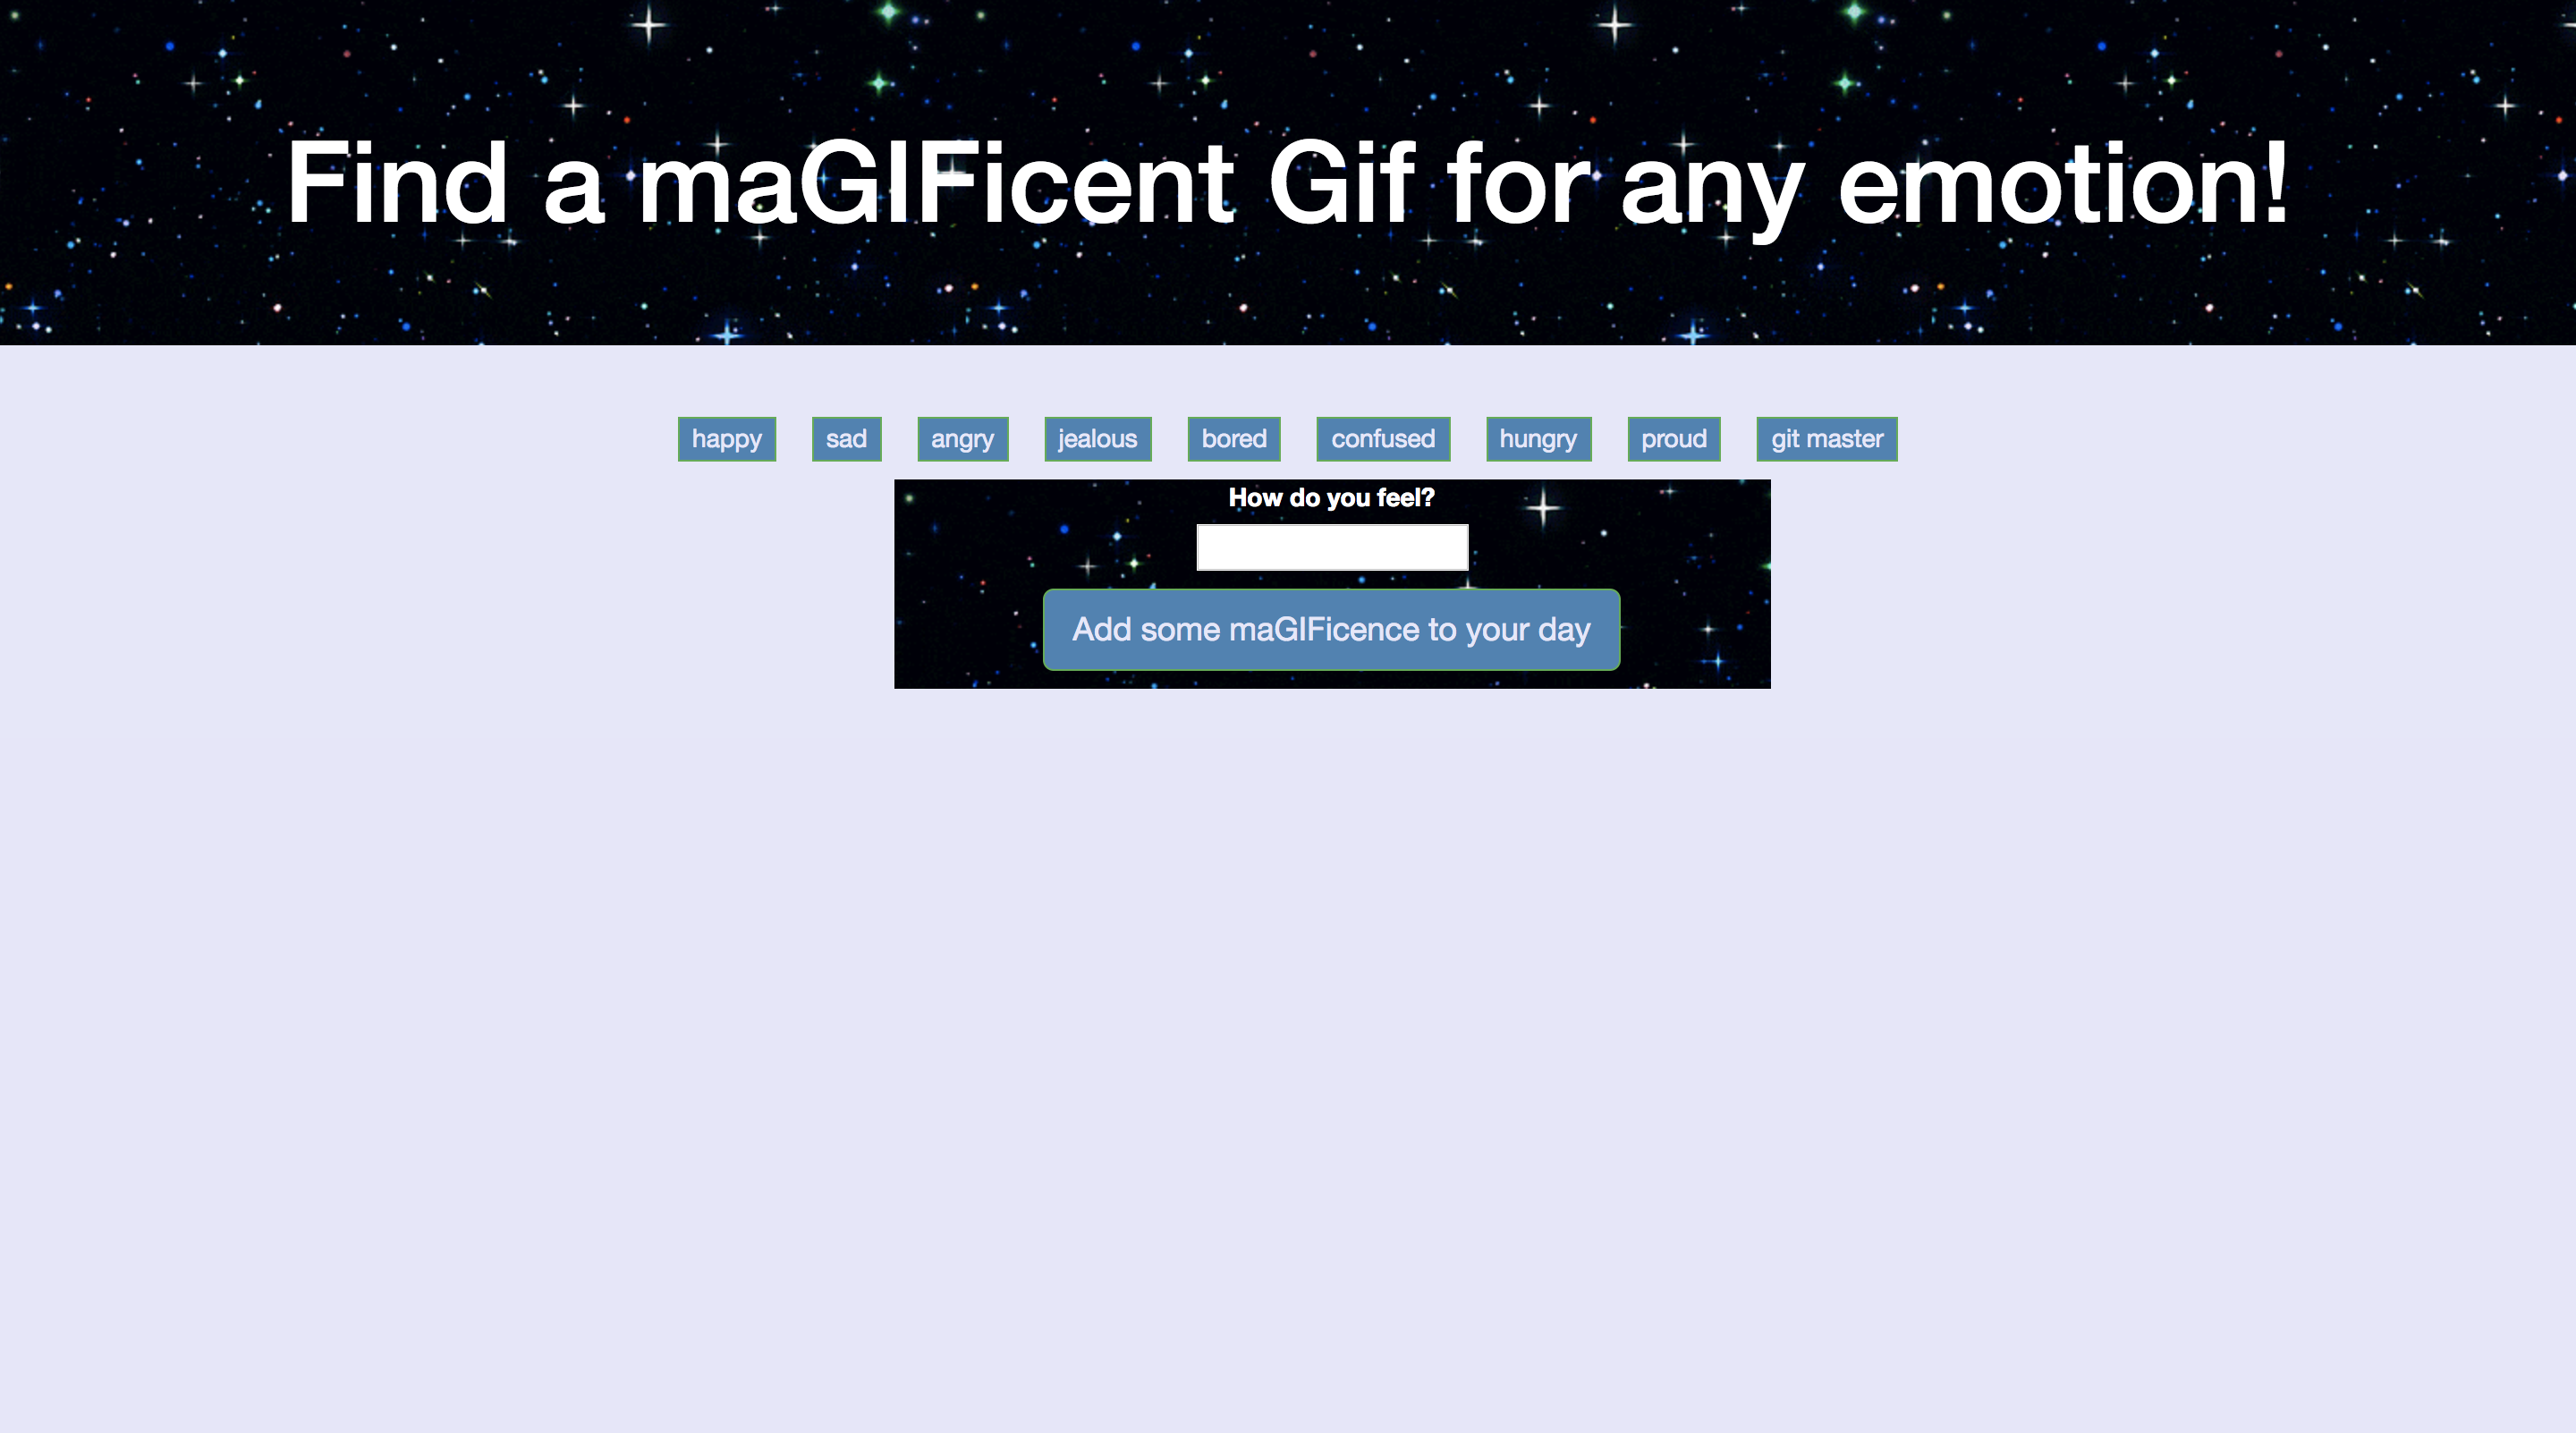 Find a maGIFicent Gif for any emotion!
happy sad angry jealous bored confused hungry proud git master
How do you feel?
Add some maGIFicence to your day